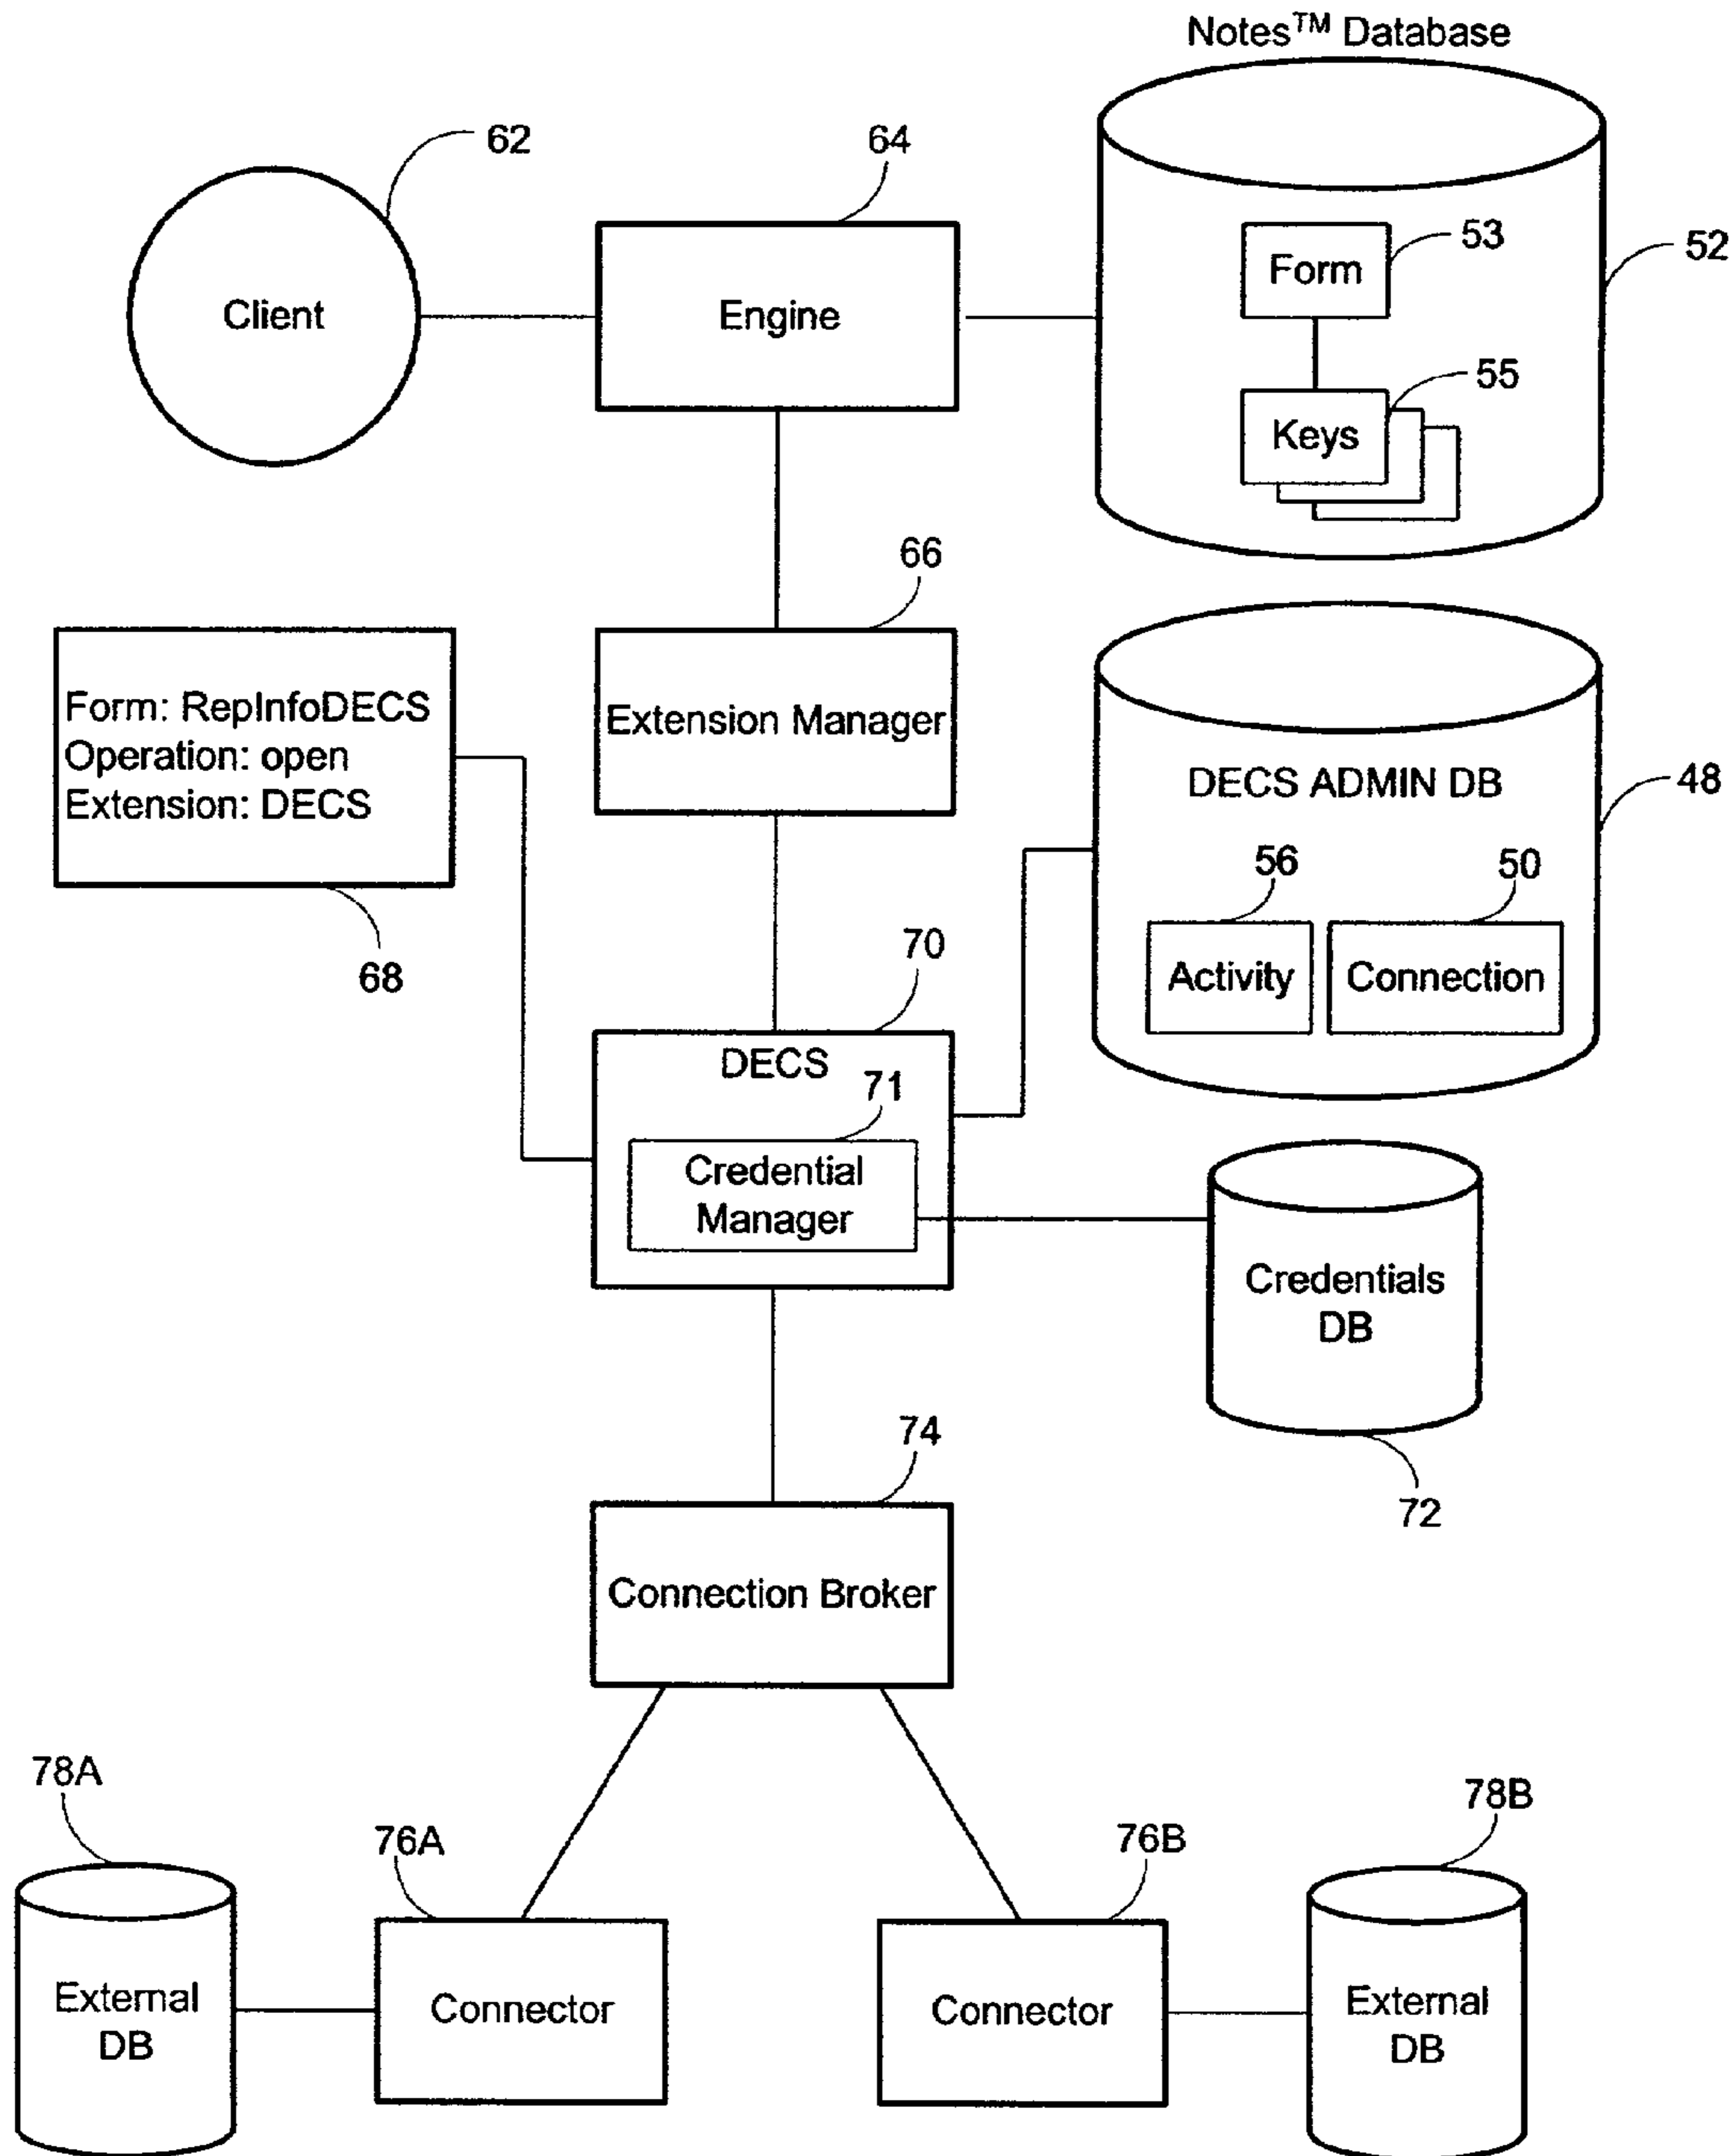 Notes™ Database
62
64
Client
Engine
Form
53
52
Keys
55
66
Form: RepInfoDECS
Operation: open
Extension: DECS
68
Extension Manager
DECS ADMIN DB
48
56
50
Activity
Connection
70
DECS
71
Credential
Manager
Credentials
DB
72
74
Connection Broker
78A
76A
76B
78B
External
DB
Connector
Connector
External
DB